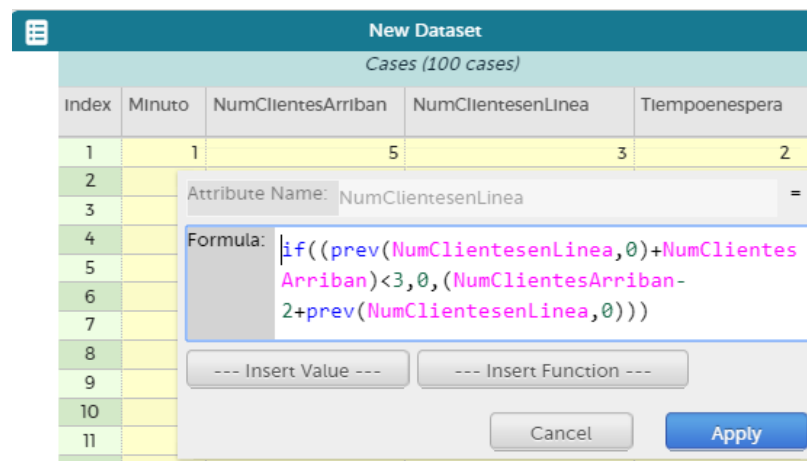 New Dataset
Cases (100 cases)
Index Minuto NumClientesArriban NumClientesenLinea Tiempoenespera
1 1 5 3 2
2
Attribute Name: NumClientesenLinea =
3
4
Formula: if((prev(NumClientesenLinea,0)+NumClientes
5
Arriban)<3,0,(NumClientesArriban-
6
2+prev(NumClientesenLinea,0)))
7
8
--- Insert Value --- --- Insert Function ---
9
10
Cancel Apply
11